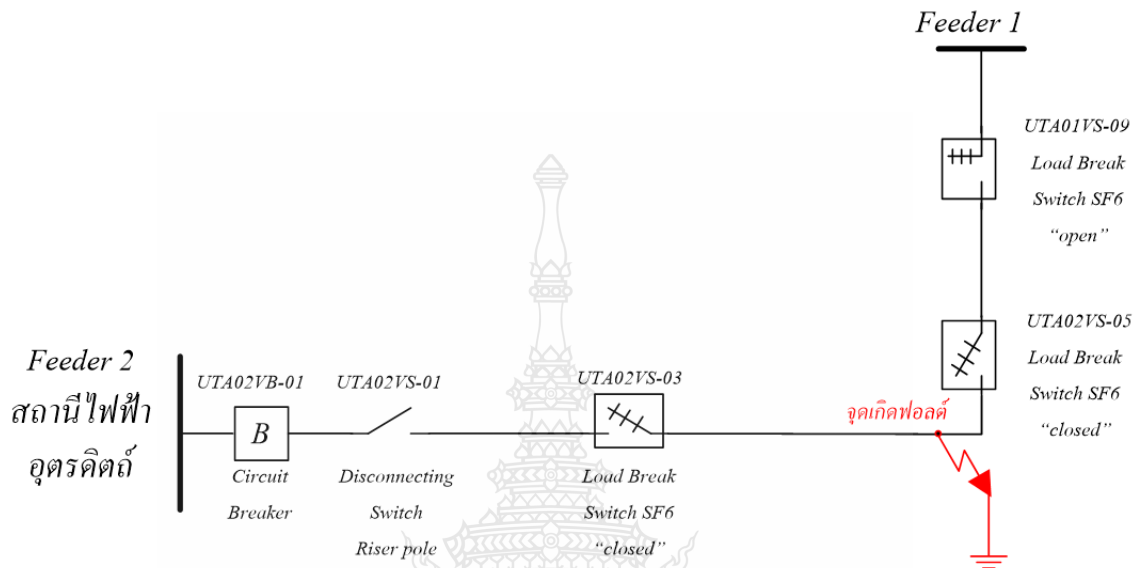 Feeder 1
UTA01VS-09
Load Break
Switch SF6
“open”
UTA02VS-05
Load Break
Switch SF6
“closed”
Feeder 2
สถานีไฟฟ้า
อุตรดิตถ์
UTA02VB-01
B
Circuit
Breaker
UTA02VS-01
Disconnecting
Switch
Riser pole
UTA02VS-03
Load Break
Switch SF6
“closed”
จุดเกิดฟอลต์